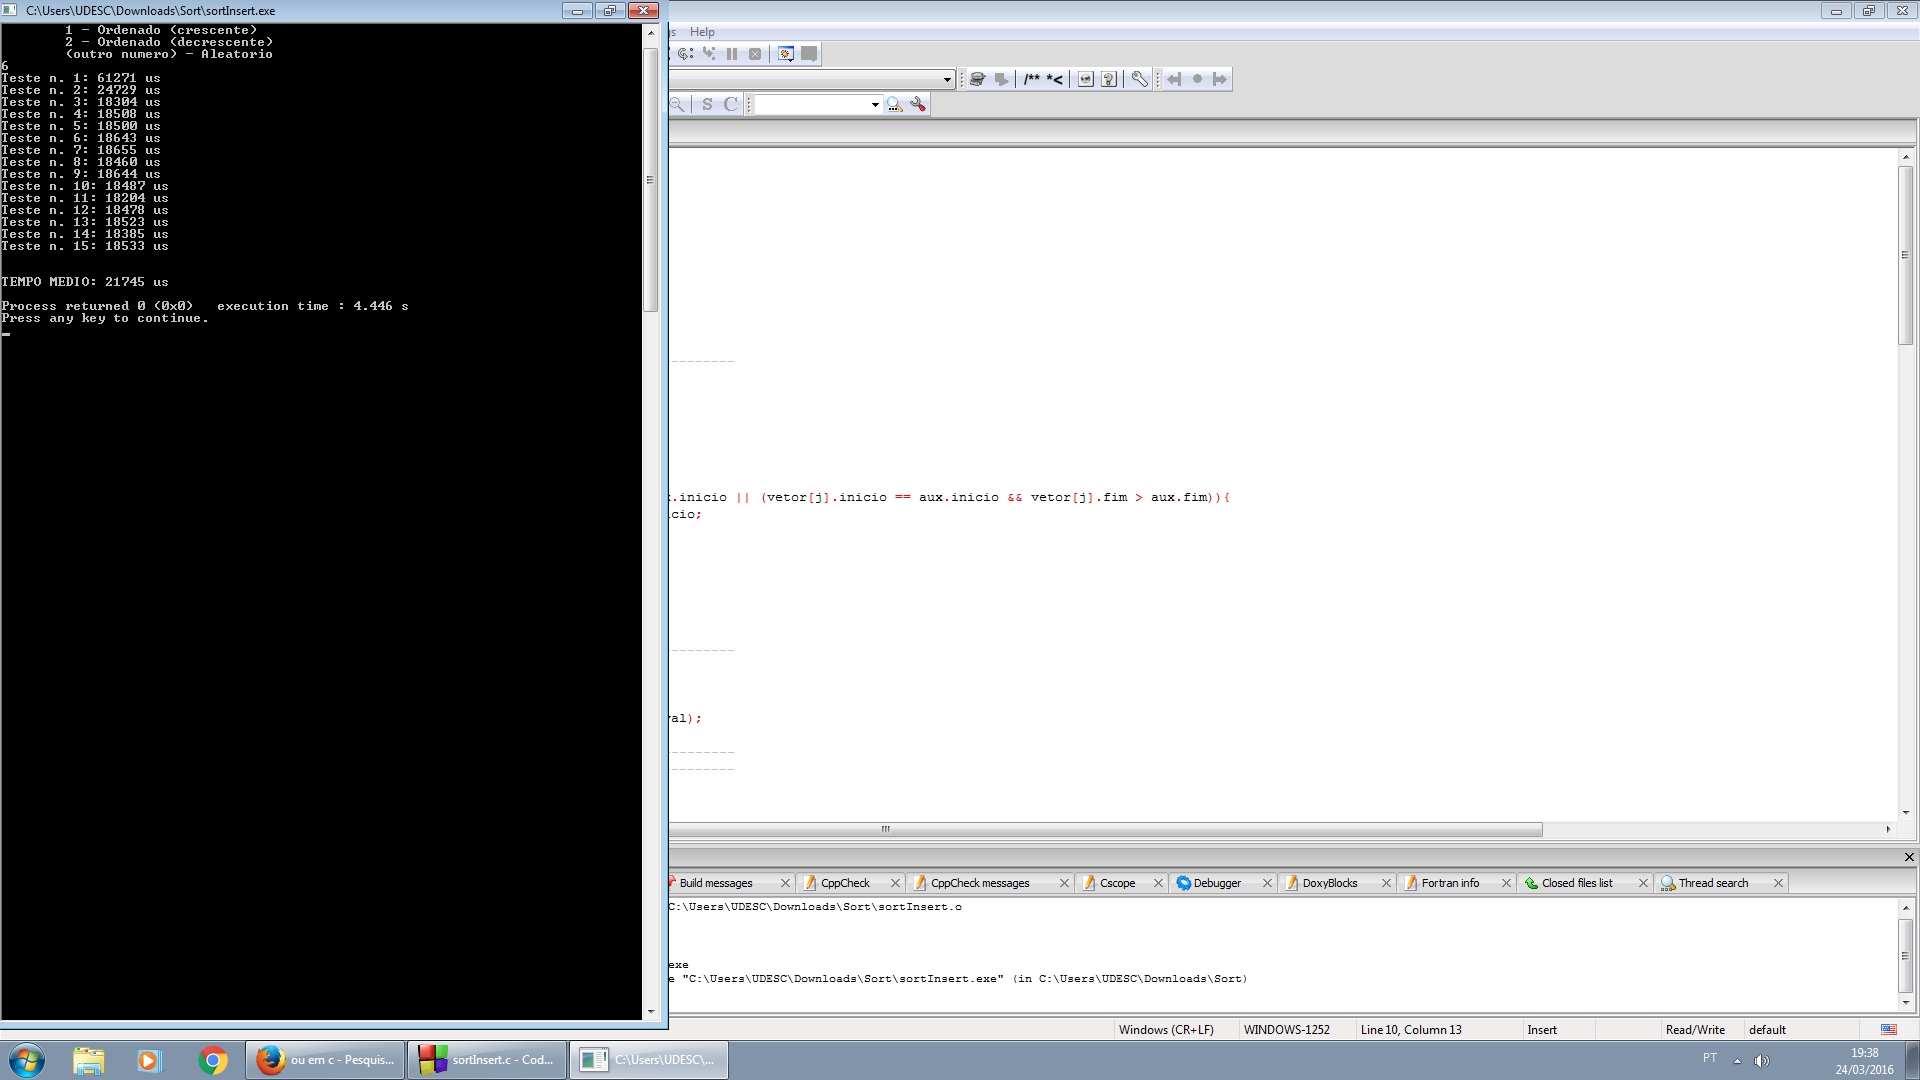 C:\Users\UDESC\Downloads\Sort\sortInsert.exe
1 - Ordenado (crescente)
2 - Ordenado (decrescente)
(outro numero) - Aleatorio
6
Teste n. 1: 61271 us
Teste n. 2: 24729 us
Teste n. 3: 18304 us
Teste n. 4: 18508 us
Teste n. 5: 18500 us
Teste n. 6: 18643 us
Teste n. 7: 18655 us
Teste n. 8: 18460 us
Teste n. 9: 18644 us
Teste n. 10: 18487 us
Teste n. 11: 18204 us
Teste n. 12: 18478 us
Teste n. 13: 18523 us
Teste n. 14: 18385 us
Teste n. 15: 18533 us
TEMPO MEDIO: 21745 us
Process returned 0 (0x0)   execution time : 4.446 s
Press any key to continue.
gs Help
/** *<
S C
.inicio || (vetor[j].inicio == aux.inicio && vetor[j].fim > aux.fim)){
cio;
val);
Build messages CppCheck CppCheck messages Cscope Debugger DoxyBlocks Fortran info Closed files list Thread search
C:\Users\UDESC\Downloads\Sort\sortInsert.o
exe
e "C:\Users\UDESC\Downloads\Sort\sortInsert.exe" (in C:\Users\UDESC\Downloads\Sort)
Windows (CR+LF) WINDOWS-1252 Line 10, Column 13 Insert Read/Write default
ou em c - Pesquis... sortInsert.c - Cod... C:\Users\UDESC\... PT 19:38
24/03/2016